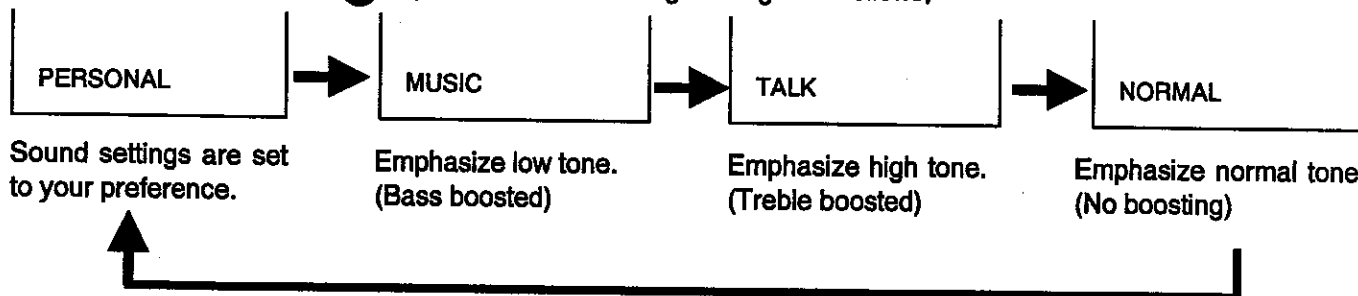 PERSONAL
MUSIC
TALK
NORMAL
Sound settings are set
to your preference.
Emphasize low tone.
(Bass boosted)
Emphasize high tone.
(Treble boosted)
Emphasize normal tone
(No boosting)